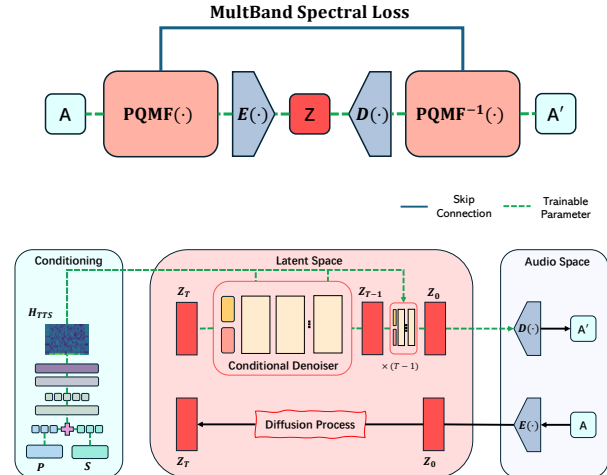 MultBand Spectral Loss
A
PQMF(·)
E(·)
Z
D(·)
PQMF⁻¹(·)
A′
Skip
Connection
Trainable
Parameter
Conditioning
Latent Space
Audio Space
H_TTS
Z_T
Z_{T−1}
Z_0
D(·)
A′
Conditional Denoiser
× (T − 1)
Diffusion Process
E(·)
A
Z_T
Z_0
P
S